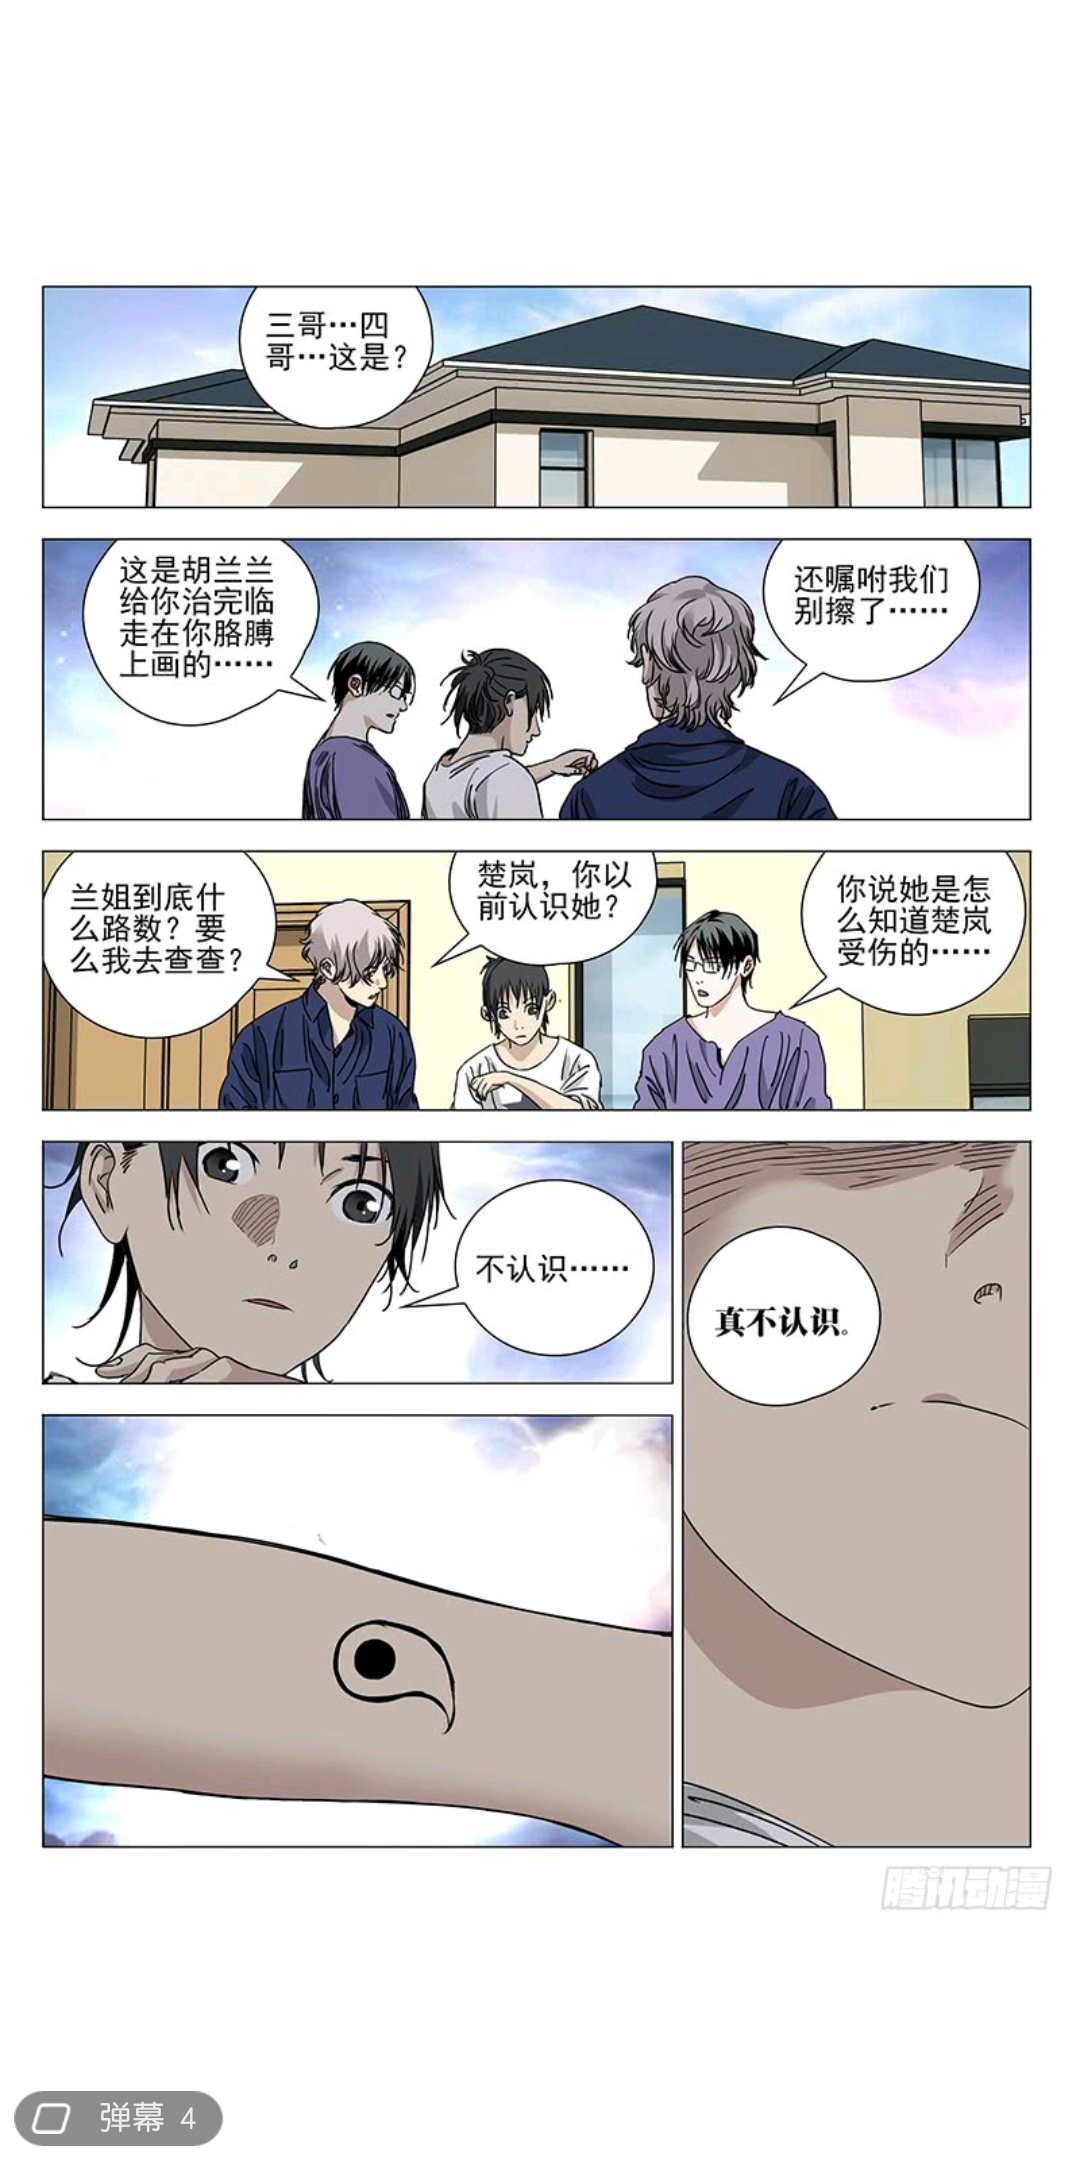 三哥…四
哥…这是？
这是胡兰兰
给你治完临
走在你胳膊
上画的……
还嘱咐我们
别擦了……
兰姐到底什
么路数？要
么我去查查？
楚岚，你以
前认识她？
你说她是怎
么知道楚岚
受伤的……
不认识……
真不认识。
腾讯动漫
弹幕 4